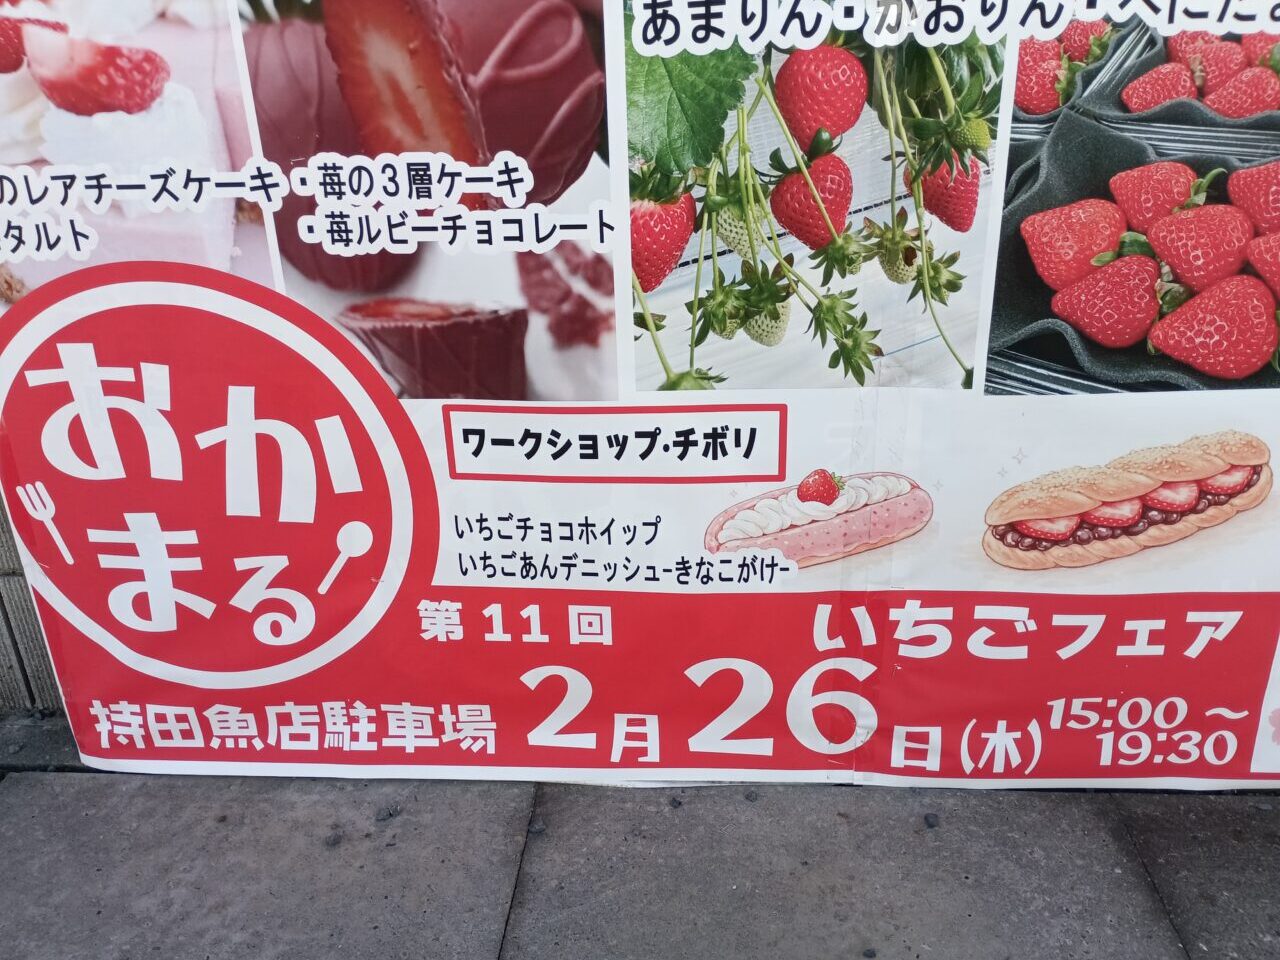 あまりん・かおりん・べにたま
のレアチーズケーキ
タルト
・苺の3層ケーキ
・苺ルビーチョコレート
おかまる
ワークショップ・チボリ
いちごチョコホイップ
いちごあんデニッシュ-きなこがけ-
第11回
いちごフェア
持田魚店駐車場
2月26日(木)
15:00～
19:30